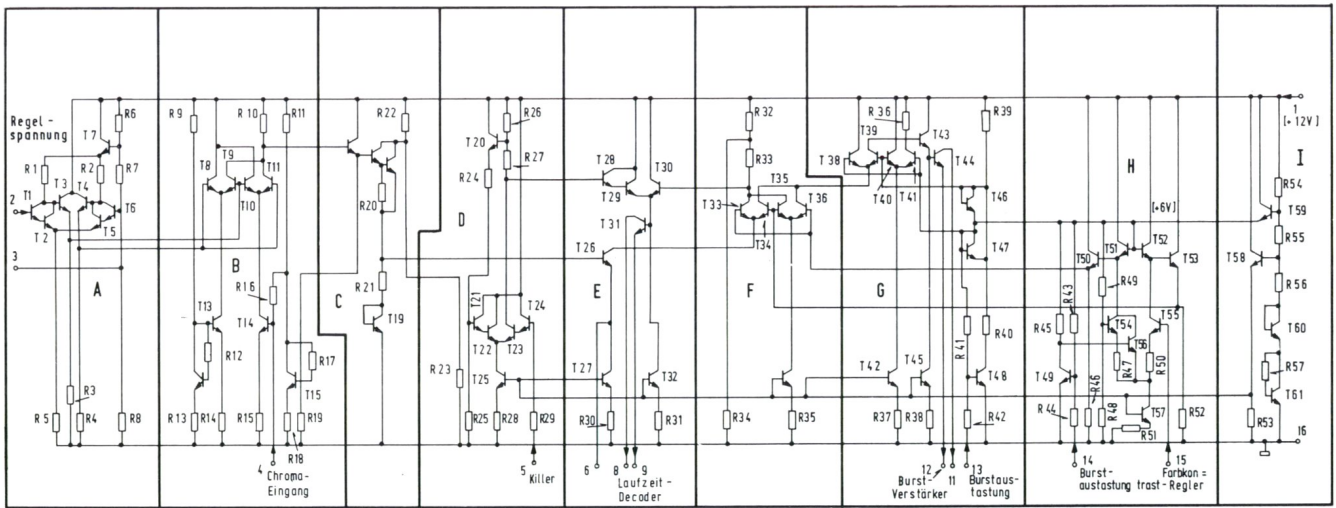 Regel-
spannung
R6
T7
R1
R2
R7
T1
T3
T4
T6
2
T2
T5
3
A
R3
R5
R4
R8
R9
R10
R11
T8
T9
T11
T10
B
R16
T13
T14
R12
R17
T15
R13
R14
R15
R19
R18
4
Chroma-
Eingang
R22
R20
C
R21
T19
R26
T20
R27
R24
D
T21
T24
T22
T23
R23
T25
R25
R28
R29
5
Killer
T28
T30
T29
T31
T26
E
T27
T32
R30
R31
6
8
9
Laufzeit-
Decoder
R32
R33
T35
T33
T36
T34
F
R34
R35
R36
T39
T43
R39
T38
T44
T40
T41
T46
T47
G
R41
R40
T42
T45
T48
R37
R38
R42
12
11
13
Burst-
Verstärker
Burstaus-
tastung
H
[+6V]
T51
T52
T50
T53
R49
R43
R45
T54
T55
T56
R47
R50
T49
R46
R44
R48
T57
R52
R51
14
15
Burst-
austastung
Farbkon=
trast-Regler
1
[+12V]
I
R54
T59
R55
T58
R56
T60
R57
T61
R53
16